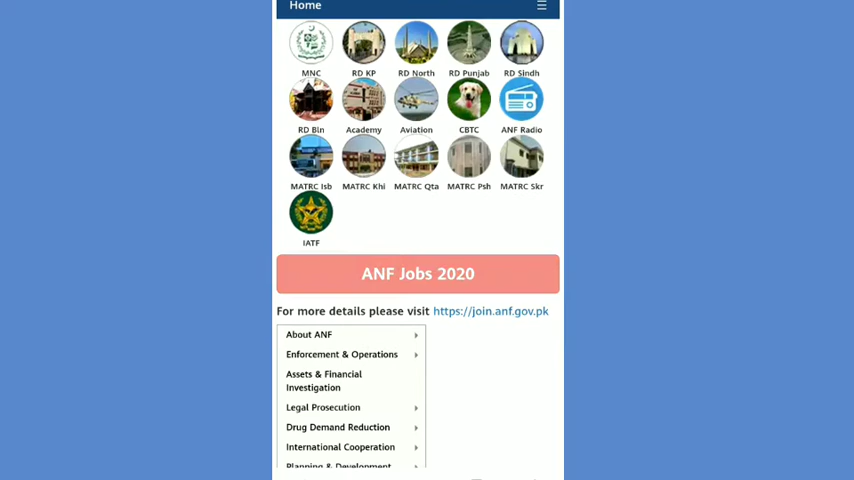 Home
MNC RD KP RD North RD Punjab RD Sindh
RD Bln Academy Aviation CBTC ANF Radio
MATRC Isb MATRC Khi MATRC Qta MATRC Psh MATRC Skr
IATF
ANF Jobs 2020
For more details please visit https://join.anf.gov.pk
About ANF
Enforcement & Operations
Assets & Financial
Investigation
Legal Prosecution
Drug Demand Reduction
International Cooperation
Planning & Development